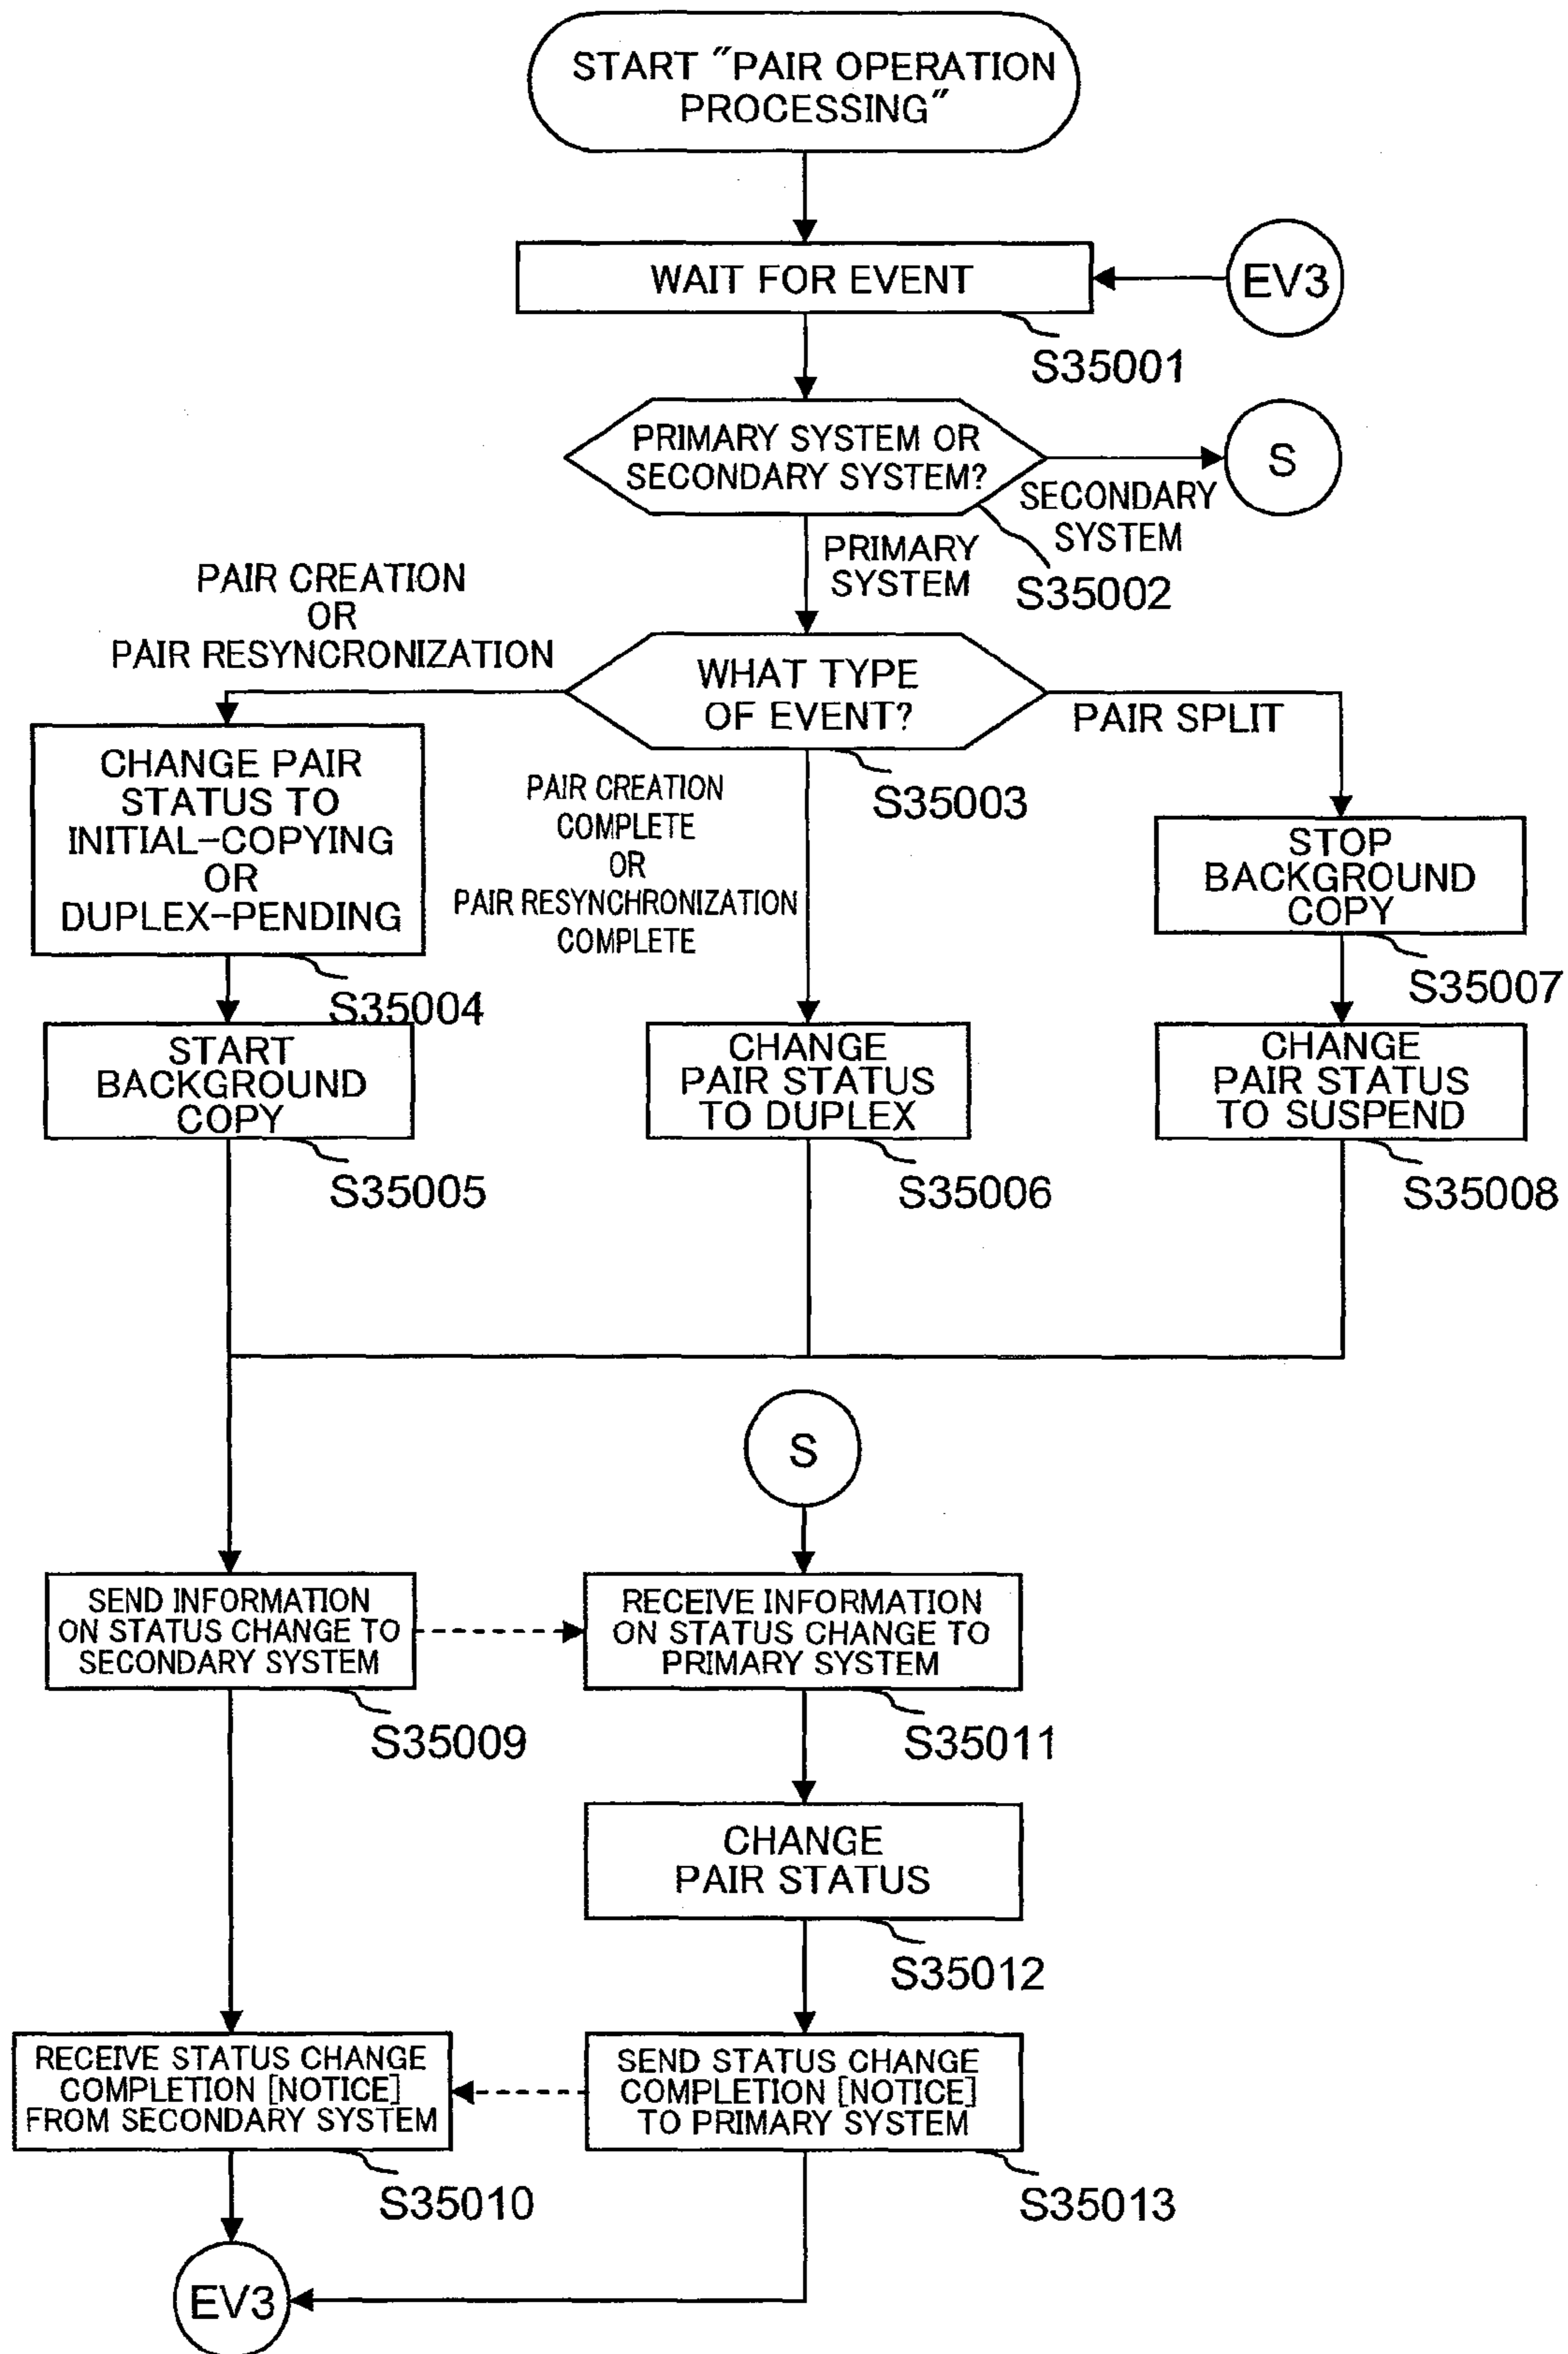 START "PAIR OPERATION
PROCESSING"
WAIT FOR EVENT
EV3
S35001
PRIMARY SYSTEM OR
SECONDARY SYSTEM?
S
SECONDARY
SYSTEM
PRIMARY
SYSTEM
S35002
PAIR CREATION
OR
PAIR RESYNCRONIZATION
WHAT TYPE
OF EVENT?
PAIR SPLIT
S35003
CHANGE PAIR
STATUS TO
INITIAL-COPYING
OR
DUPLEX-PENDING
S35004
PAIR CREATION
COMPLETE
OR
PAIR RESYNCHRONIZATION
COMPLETE
STOP
BACKGROUND
COPY
S35007
START
BACKGROUND
COPY
S35005
CHANGE
PAIR STATUS
TO DUPLEX
S35006
CHANGE
PAIR STATUS
TO SUSPEND
S35008
S
SEND INFORMATION
ON STATUS CHANGE TO
SECONDARY SYSTEM
S35009
RECEIVE INFORMATION
ON STATUS CHANGE TO
PRIMARY SYSTEM
S35011
CHANGE
PAIR STATUS
S35012
RECEIVE STATUS CHANGE
COMPLETION [NOTICE]
FROM SECONDARY SYSTEM
S35010
SEND STATUS CHANGE
COMPLETION [NOTICE]
TO PRIMARY SYSTEM
S35013
EV3